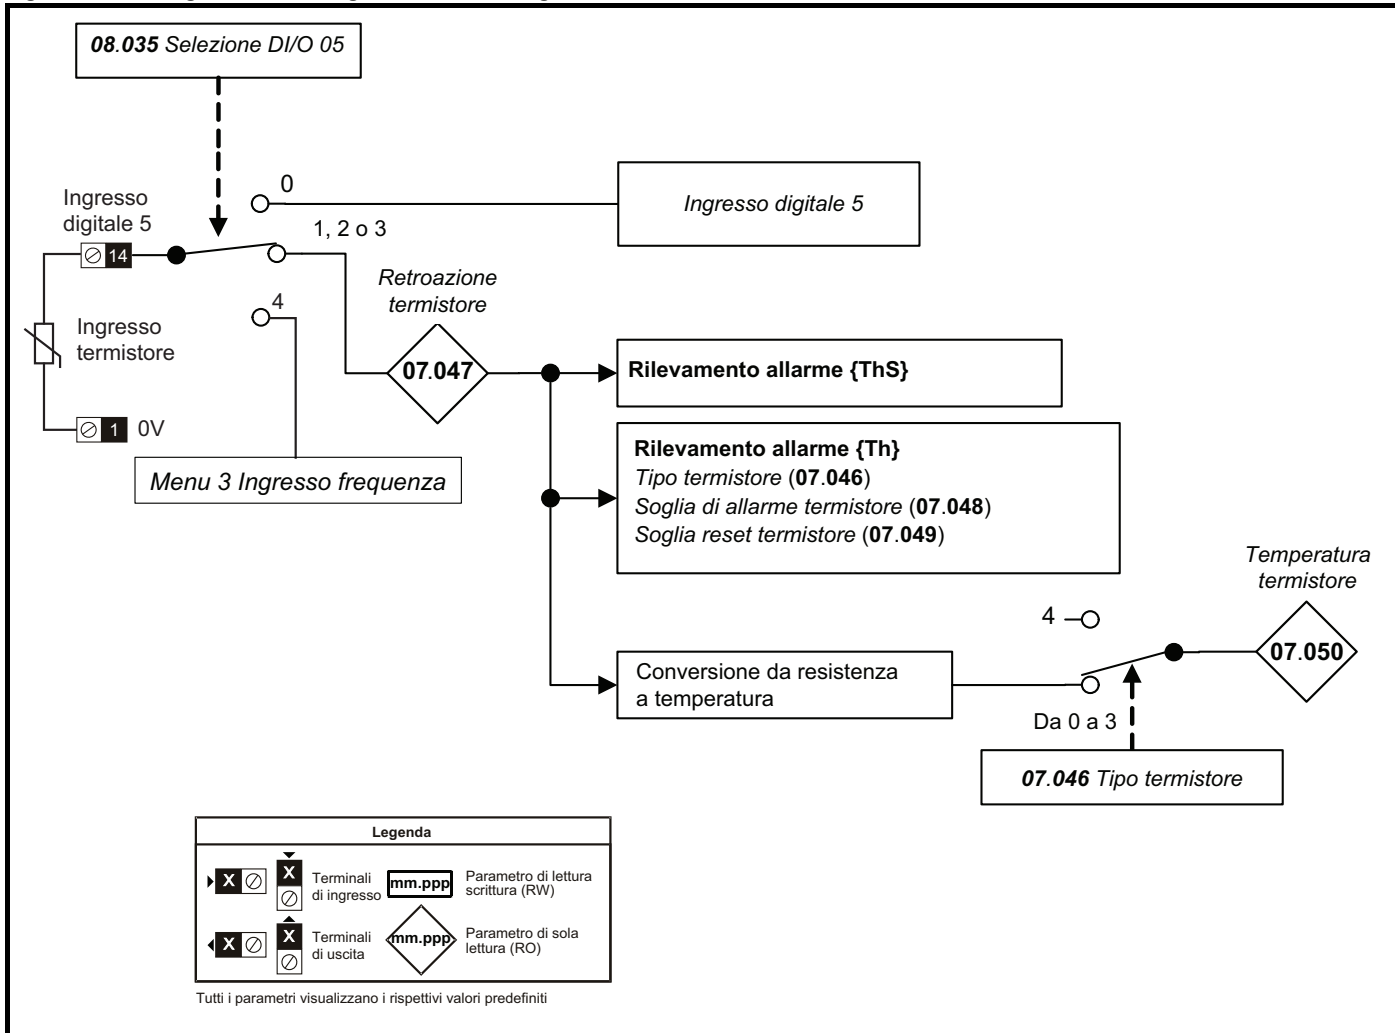 08.035 Selezione DI/O 05
0
Ingresso digitale 5
Ingresso
digitale 5
1, 2 o 3
14
Retroazione
termistore
4
Ingresso
termistore
07.047
Rilevamento allarme {ThS}
1
0V
Rilevamento allarme {Th}
Tipo termistore (07.046)
Soglia di allarme termistore (07.048)
Soglia reset termistore (07.049)
Menu 3 Ingresso frequenza
Temperatura
termistore
4
07.050
Conversione da resistenza
a temperatura
Da 0 a 3
07.046 Tipo termistore
Legenda
X
X
Terminali
di ingresso
mm.ppp
Parametro di lettura
scrittura (RW)
X
X
Terminali
di uscita
mm.ppp
Parametro di sola
lettura (RO)
Tutti i parametri visualizzano i rispettivi valori predefiniti